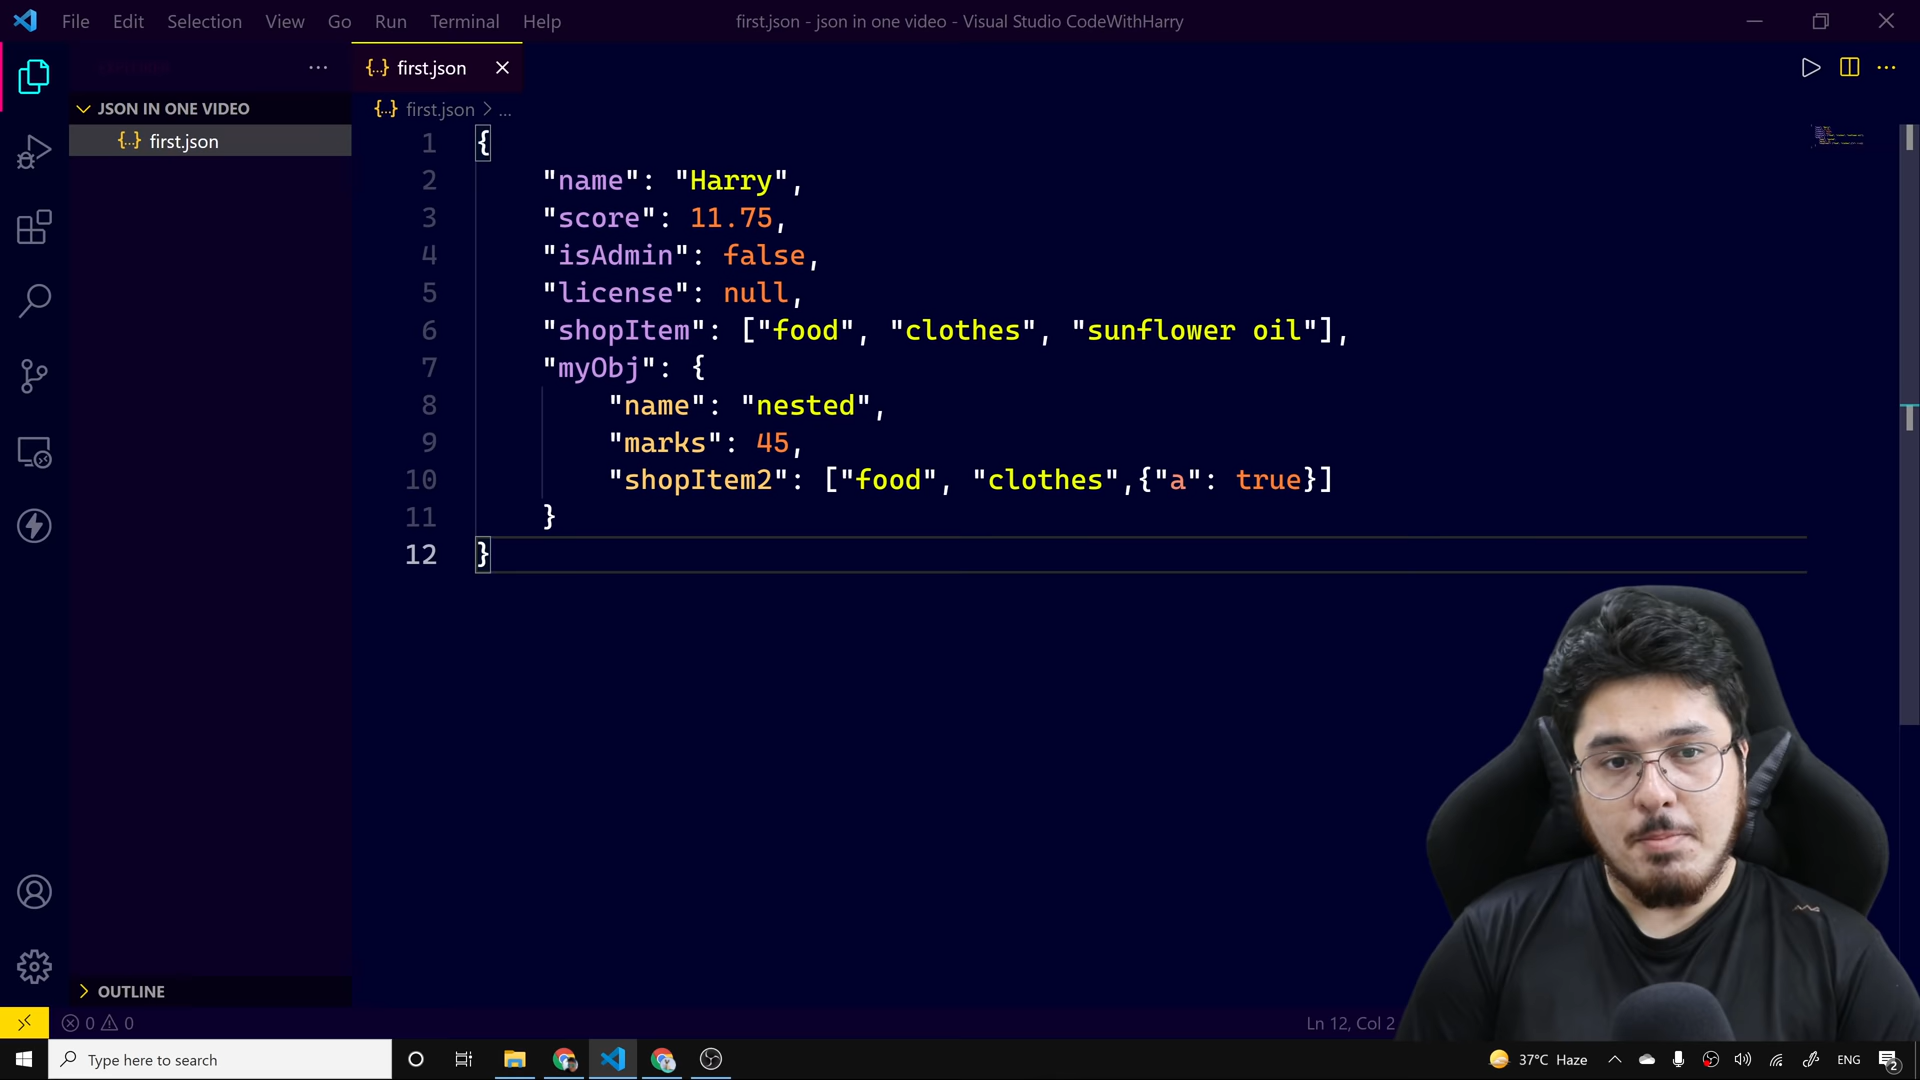 File Edit Selection View Go Run Terminal Help first.json - json in one video - Visual Studio CodeWithHarry
{..} first.json
JSON IN ONE VIDEO
{..} first.json
{..} first.json > ...
1 {
2 "name": "Harry",
3 "score": 11.75,
4 "isAdmin": false,
5 "license": null,
6 "shopItem": ["food", "clothes", "sunflower oil"],
7 "myObj": {
8 "name": "nested",
9 "marks": 45,
10 "shopItem2": ["food", "clothes",{"a": true}]
11 }
12 }
OUTLINE
0 0 Ln 12, Col 2
Type here to search 37°C Haze ENG 2